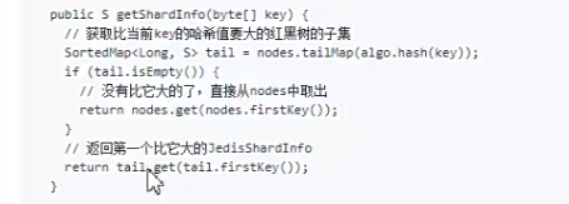 public S getShardInfo(byte[] key) {
// 获取比当前key的哈希值要大的红黑树的子集
SortedMap<Long, S> tail = nodes.tailMap(algo.hash(key));
if (tail.isEmpty()) {
// 没有比它大的了，直接从nodes中取出
return nodes.get(nodes.firstKey());
}
// 返回第一个比它大的JedisShardInfo
return tail.get(tail.firstKey());
}